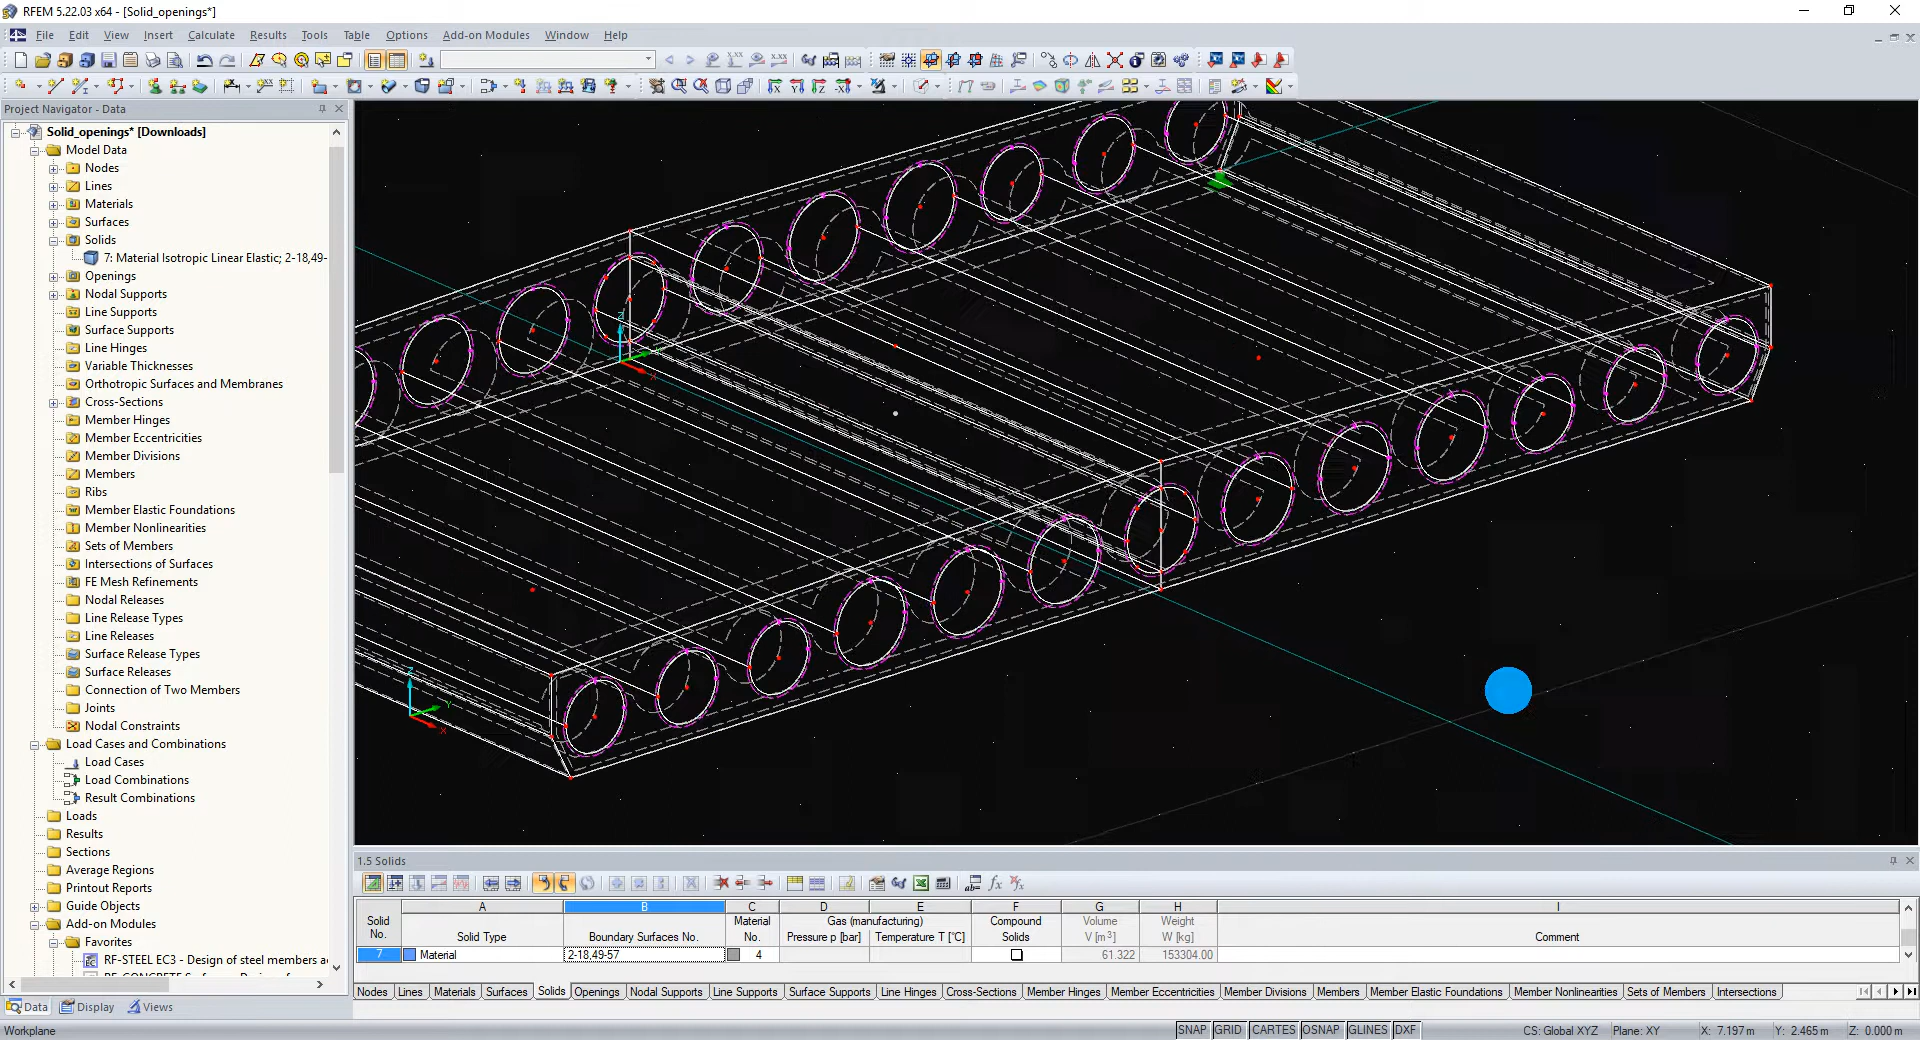 RFEM 5.22.03 x64 - [Solid_openings*]
File Edit View Insert Calculate Results Tools Table Options Add-on Modules Window Help
Project Navigator - Data
Solid_openings* [Downloads]
Model Data
Nodes
Lines
Materials
Surfaces
Solids
7: Material Isotropic Linear Elastic; 2-18,49-
Openings
Nodal Supports
Line Supports
Surface Supports
Line Hinges
Variable Thicknesses
Orthotropic Surfaces and Membranes
Cross-Sections
Member Hinges
Member Eccentricities
Member Divisions
Members
Ribs
Member Elastic Foundations
Member Nonlinearities
Sets of Members
Intersections of Surfaces
FE Mesh Refinements
Nodal Releases
Line Release Types
Line Releases
Surface Release Types
Surface Releases
Connection of Two Members
Joints
Nodal Constraints
Load Cases and Combinations
Load Cases
Load Combinations
Result Combinations
Loads
Results
Sections
Average Regions
Printout Reports
Guide Objects
Add-on Modules
Favorites
RF-STEEL EC3 - Design of steel members a
Data Display Views
Z
Y
X
1.5 Solids
A B C D E F G H I
Solid Material Gas (manufacturing) Compound Volume Weight
No. Solid Type Boundary Surfaces No. No. Pressure p [bar] Temperature T [°C] Solids V [m³] W [kg] Comment
7 Material 2-18,49-57 4 61.322 153304.00
Nodes Lines Materials Surfaces Solids Openings Nodal Supports Line Supports Surface Supports Line Hinges Cross-Sections Member Hinges Member Eccentricities Member Divisions Members Member Elastic Foundations Member Nonlinearities Sets of Members Intersections
Workplane SNAP GRID CARTES OSNAP GLINES DXF CS: Global XYZ Plane: XY X: 7.197 m Y: 2.465 m Z: 0.000 m